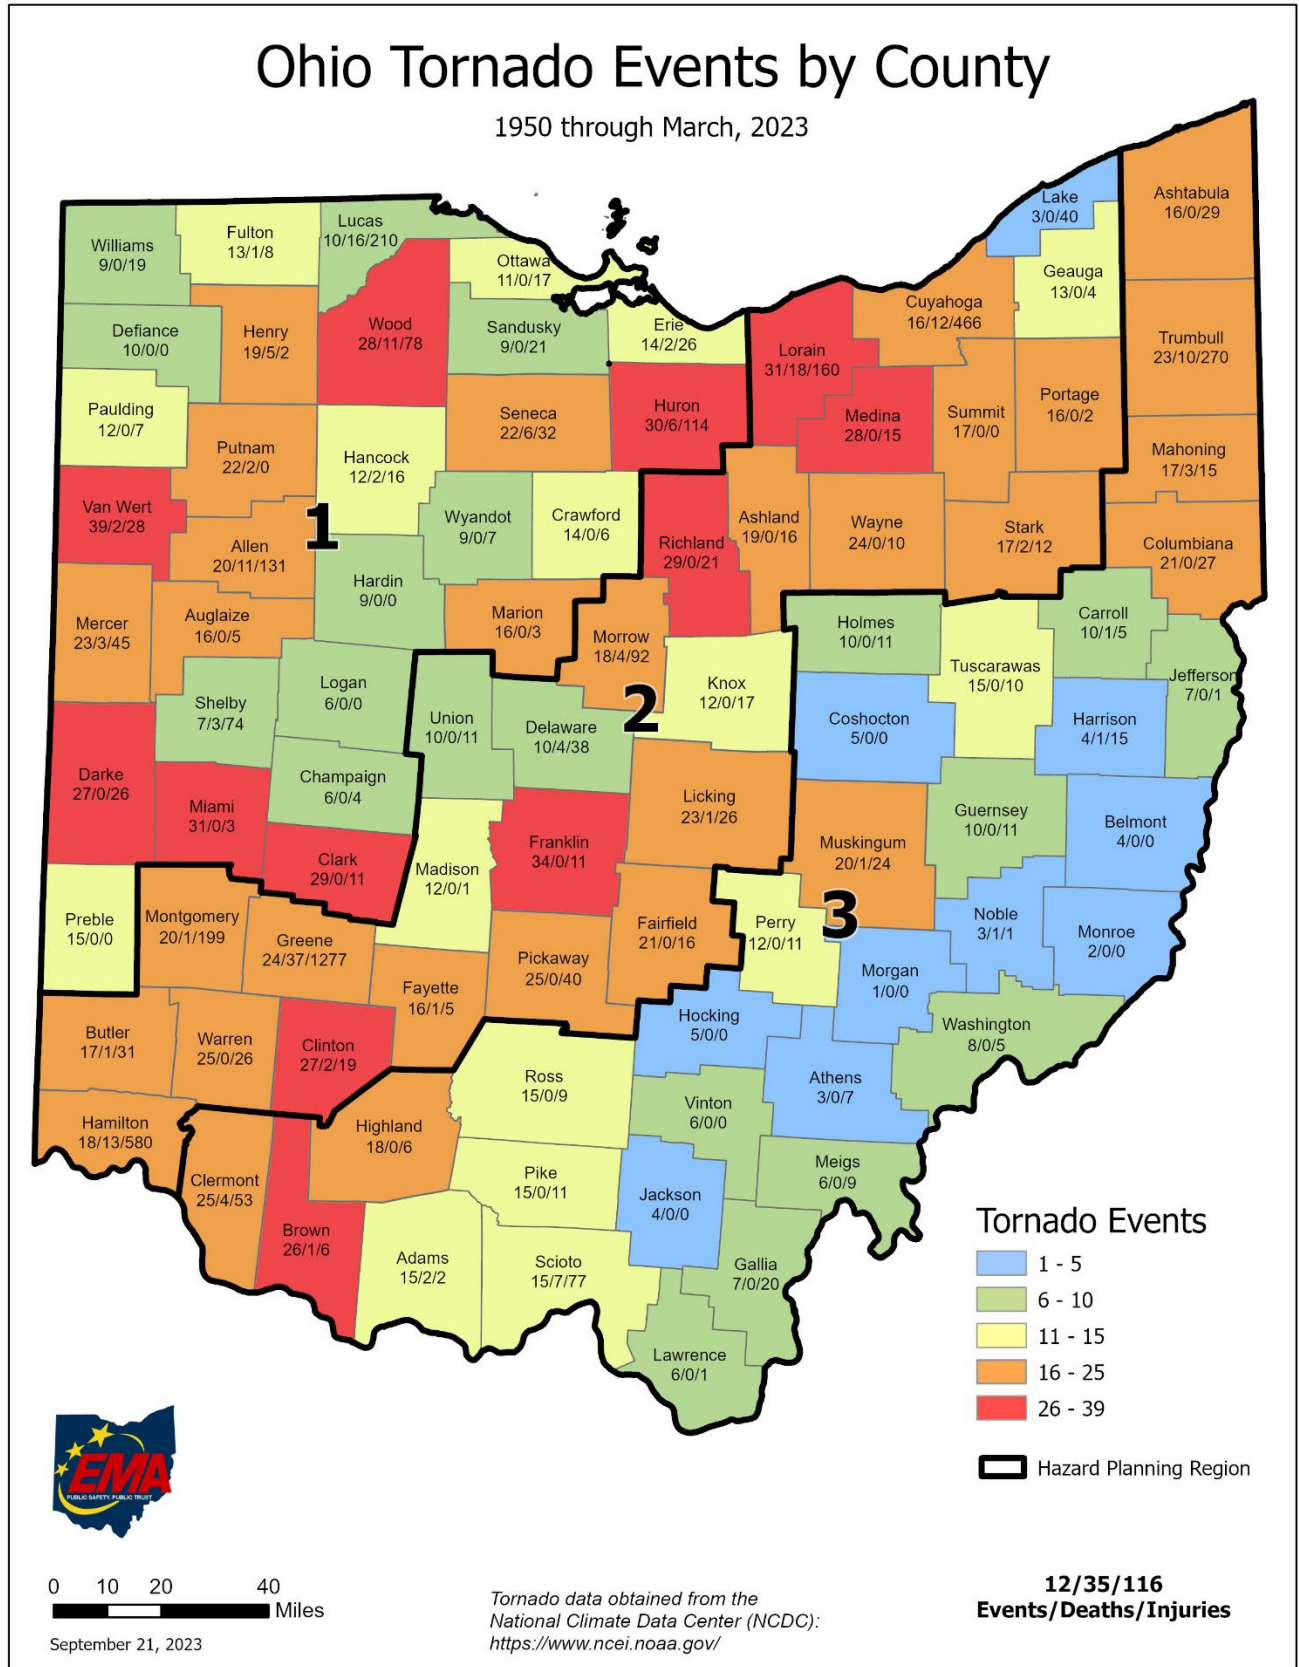 Ohio Tornado Events by County
1950 through March, 2023
Lake
3/0/40
Ashtabula
16/0/29
Williams
9/0/19
Fulton
13/1/8
Lucas
10/16/210
Ottawa
11/0/17
Geauga
13/0/4
Defiance
10/0/0
Henry
19/5/2
Wood
28/11/78
Sandusky
9/0/21
Erie
14/2/26
Lorain
31/18/160
Cuyahoga
16/12/466
Trumbull
23/10/270
Paulding
12/0/7
Putnam
22/2/0
Hancock
12/2/16
Seneca
22/6/32
Huron
30/6/114
Medina
28/0/15
Summit
17/0/0
Portage
16/0/2
Mahoning
17/3/15
Van Wert
39/2/28
Allen
20/11/131
1
Wyandot
9/0/7
Crawford
14/0/6
Richland
29/0/21
Ashland
19/0/16
Wayne
24/0/10
Stark
17/2/12
Columbiana
21/0/27
Mercer
23/3/45
Auglaize
16/0/5
Hardin
9/0/0
Marion
16/0/3
Morrow
18/4/92
Holmes
10/0/11
Carroll
10/1/5
Shelby
7/3/74
Logan
6/0/0
Union
10/0/11
Delaware
10/4/38
2
Knox
12/0/17
Coshocton
5/0/0
Tuscarawas
15/0/10
Harrison
4/1/15
Jefferson
7/0/1
Darke
27/0/26
Miami
31/0/3
Champaign
6/0/4
Clark
29/0/11
Madison
12/0/1
Franklin
34/0/11
Licking
23/1/26
Muskingum
20/1/24
Guernsey
10/0/11
Belmont
4/0/0
Preble
15/0/0
Montgomery
20/1/199
Greene
24/37/1277
Fayette
16/1/5
Pickaway
25/0/40
Fairfield
21/0/16
Perry
12/0/11
3
Morgan
1/0/0
Noble
3/1/1
Monroe
2/0/0
Butler
17/1/31
Warren
25/0/26
Clinton
27/2/19
Ross
15/0/9
Hocking
5/0/0
Athens
3/0/7
Washington
8/0/5
Hamilton
18/13/580
Clermont
25/4/53
Brown
26/1/6
Highland
18/0/6
Adams
15/2/2
Pike
15/0/11
Scioto
15/7/77
Vinton
6/0/0
Jackson
4/0/0
Meigs
6/0/9
Gallia
7/0/20
Lawrence
6/0/1
Tornado Events
1 - 5
6 - 10
11 - 15
16 - 25
26 - 39
Hazard Planning Region
EMA
PUBLIC SAFETY, PUBLIC TRUST
0 10 20 40
Miles
September 21, 2023
Tornado data obtained from the
National Climate Data Center (NCDC):
https://www.ncei.noaa.gov/
12/35/116
Events/Deaths/Injuries